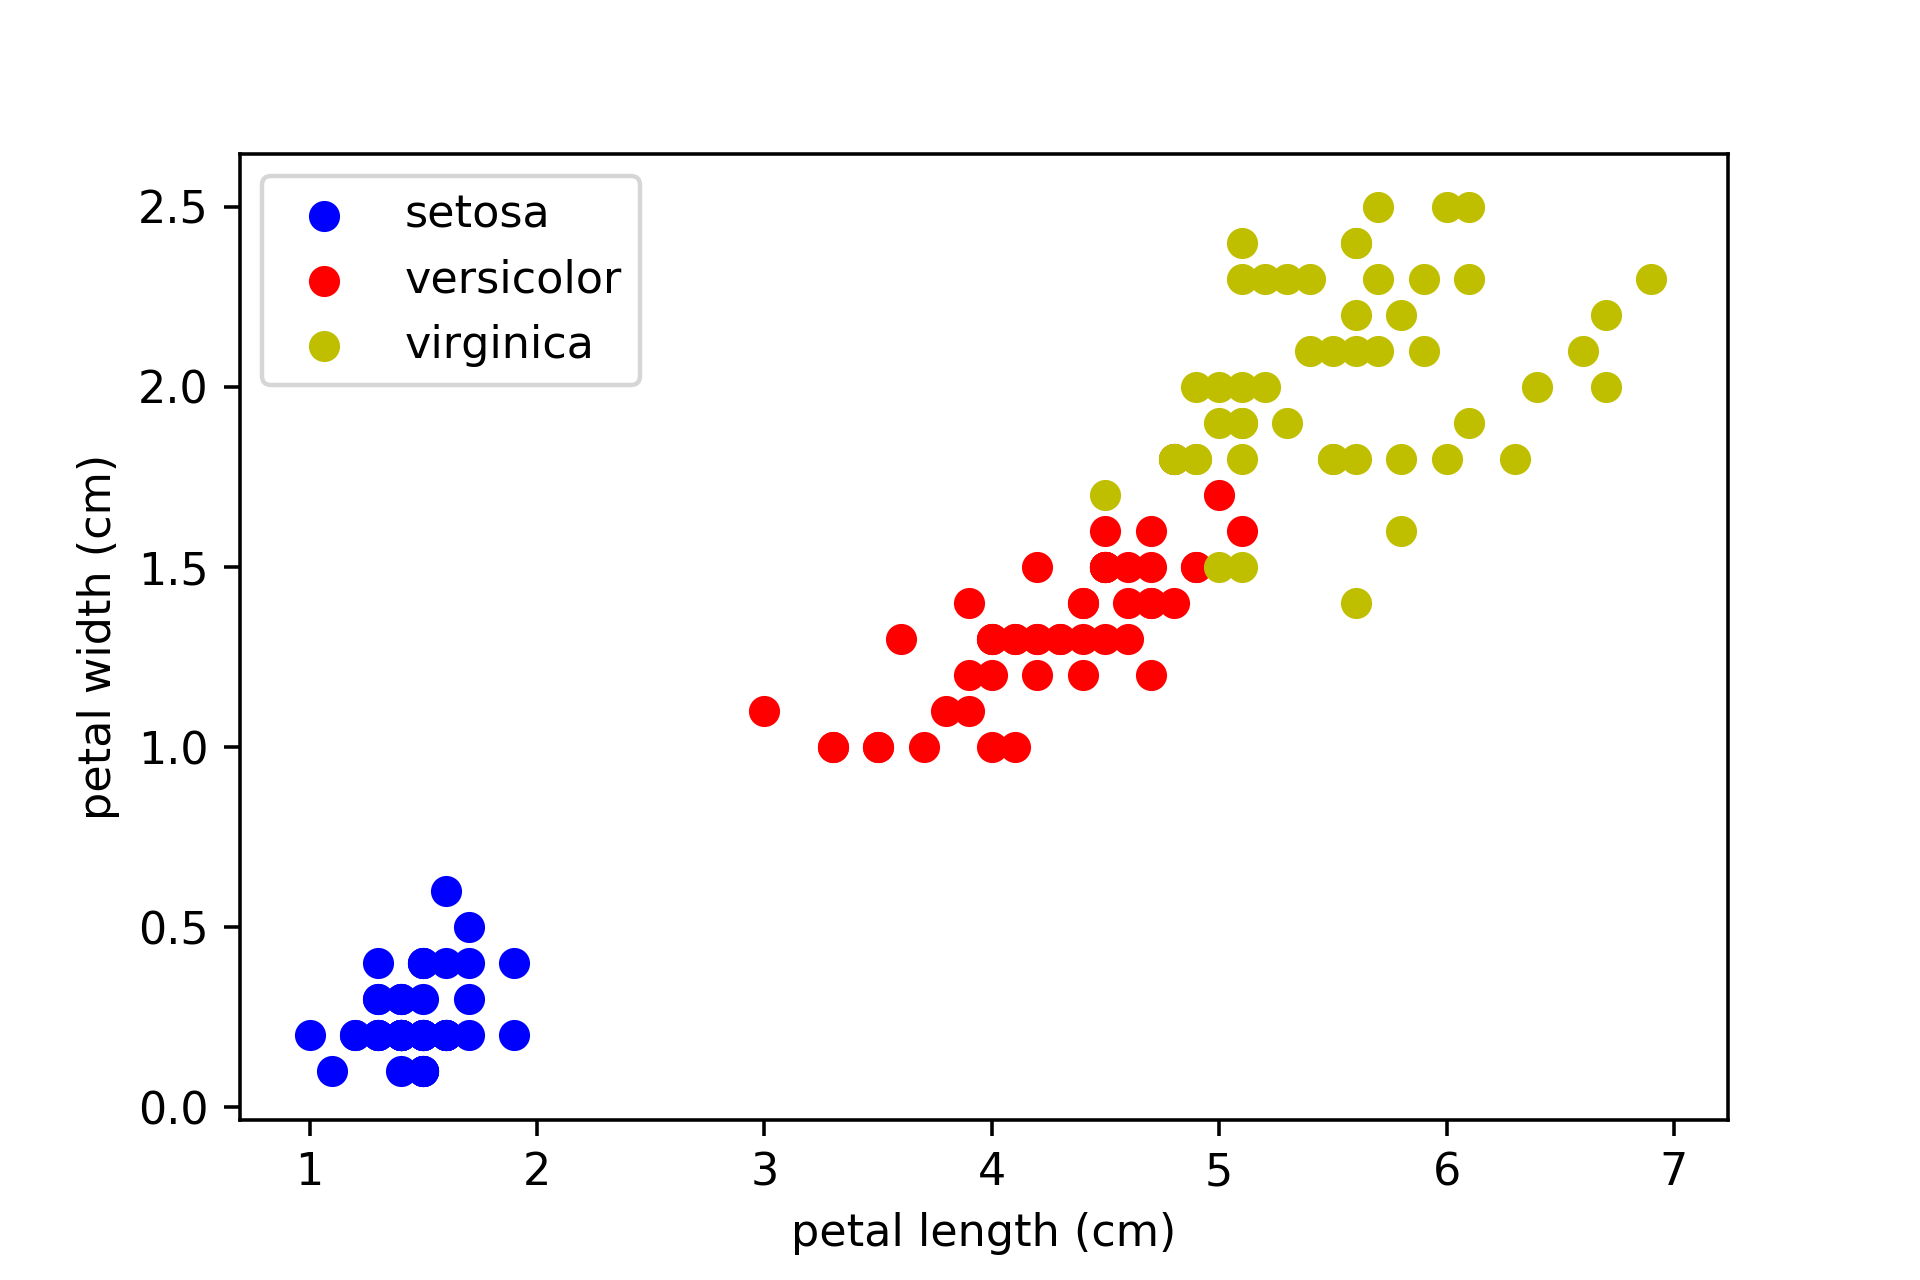 setosa
versicolor
virginica
2.5
2.0
1.5
1.0
0.5
0.0
petal width (cm)
1 2 3 4 5 6 7
petal length (cm)